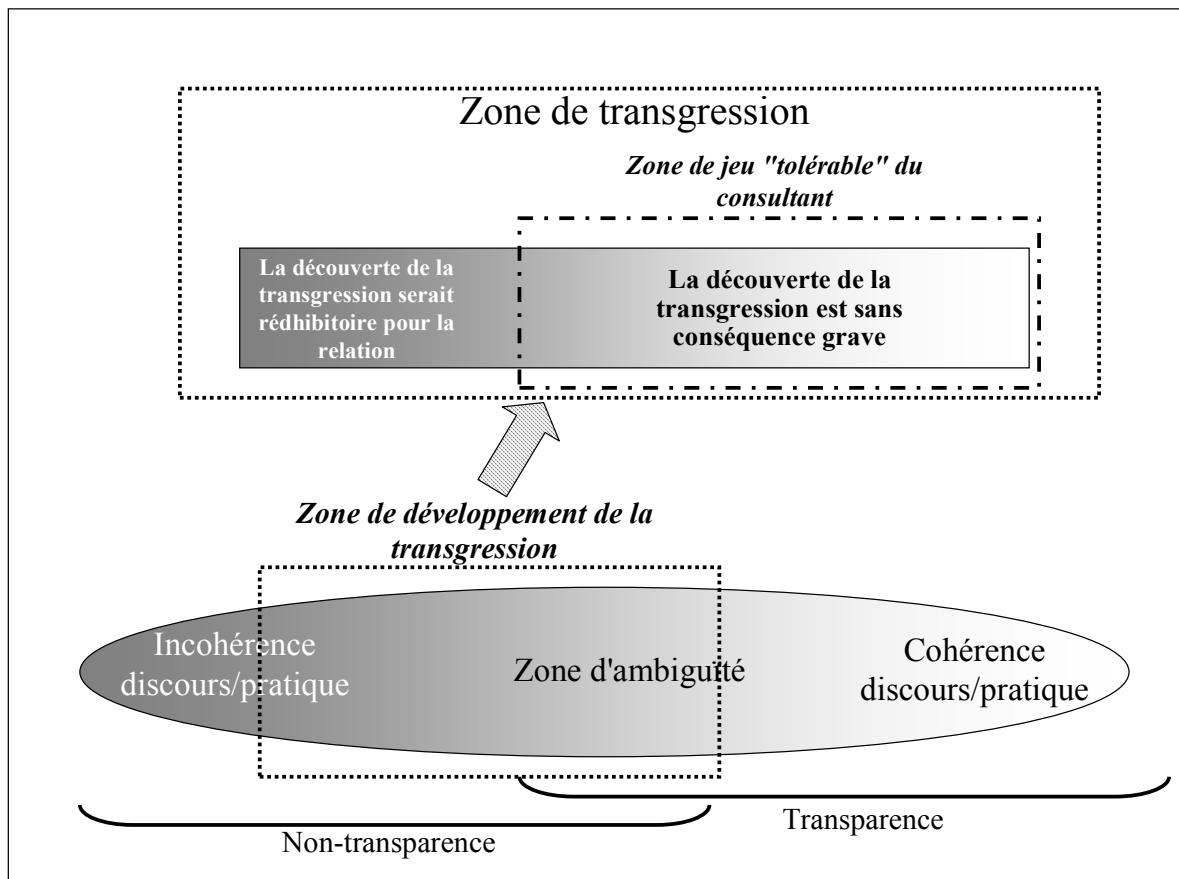 Zone de transgression
Zone de jeu "tolérable" du
consultant
La découverte de la
transgression serait
rédhibitoire pour la
relation
La découverte de la
transgression est sans
conséquence grave
Zone de développement de la
transgression
Incohérence
discours/pratique
Zone d'ambiguïté
Cohérence
discours/pratique
Non-transparence
Transparence